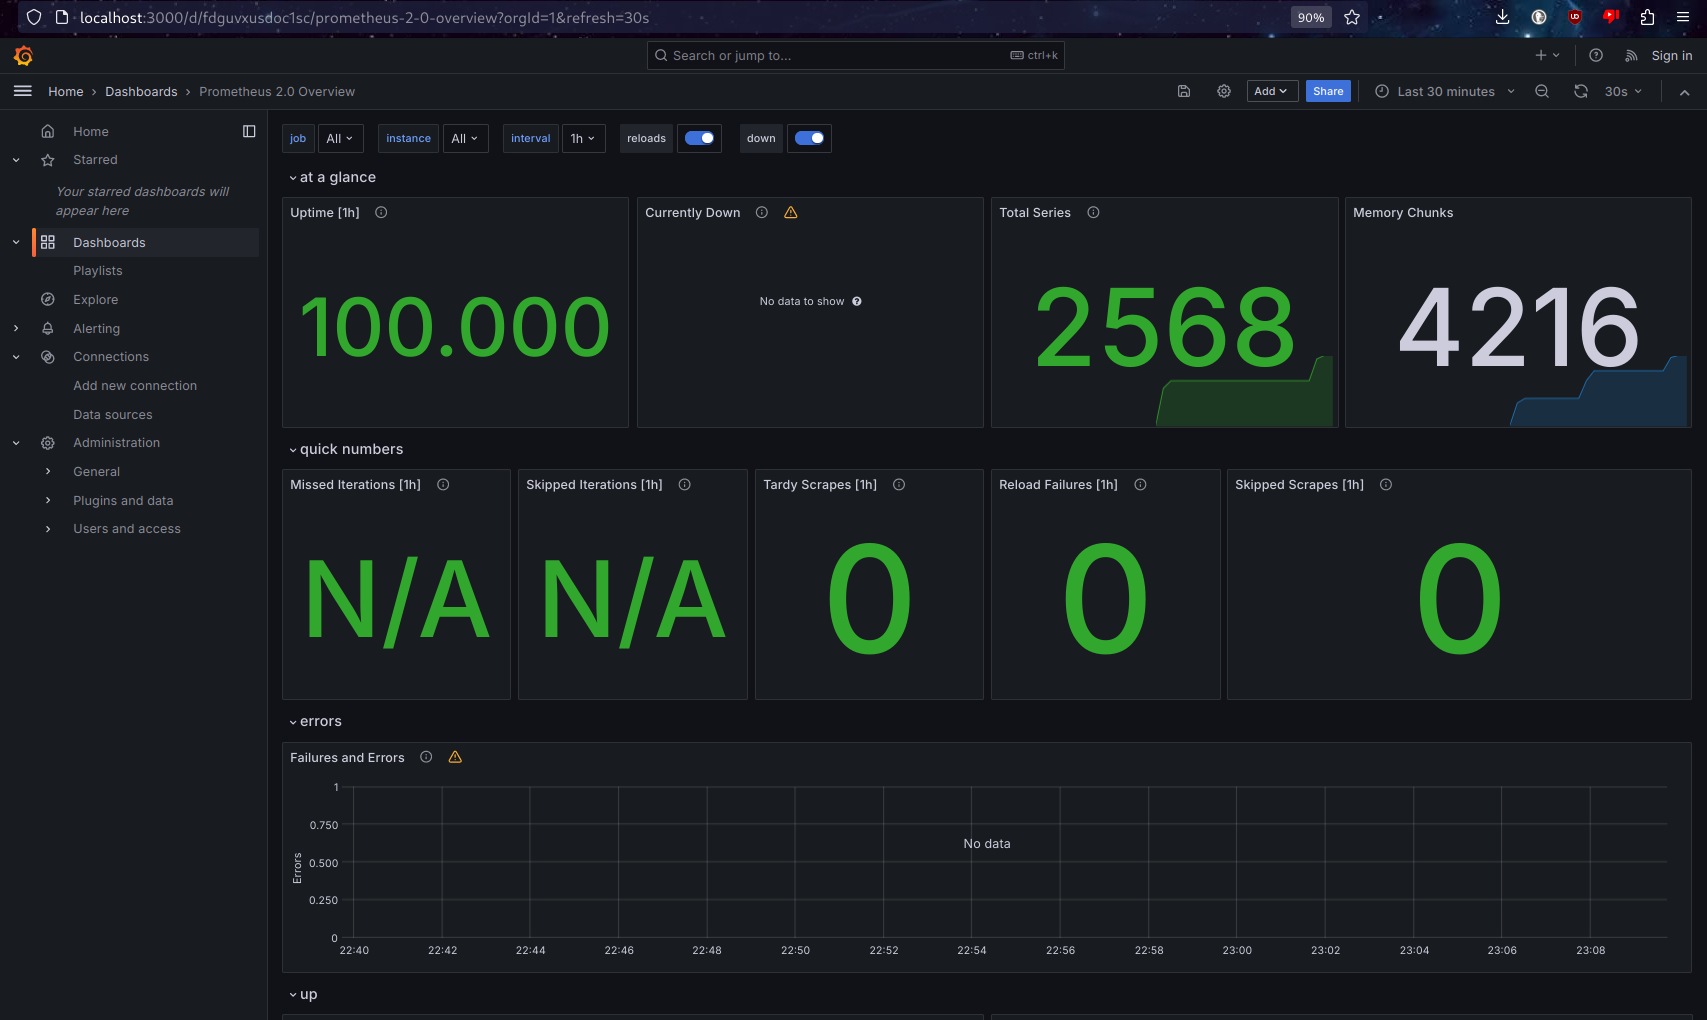 localhost:3000/d/fdguvxusdoc1sc/prometheus-2-0-overview?orgId=1&refresh=30s
90%
Search or jump to...
ctrl+k
Sign in
Home › Dashboards › Prometheus 2.0 Overview
Add
Share
Last 30 minutes
30s
Home
Starred
Your starred dashboards will
appear here
Dashboards
Playlists
Explore
Alerting
Connections
Add new connection
Data sources
Administration
General
Plugins and data
Users and access
job
All
instance
All
interval
1h
reloads
down
at a glance
Uptime [1h]
100.000
Currently Down
No data to show
Total Series
2568
Memory Chunks
4216
quick numbers
Missed Iterations [1h]
N/A
Skipped Iterations [1h]
N/A
Tardy Scrapes [1h]
0
Reload Failures [1h]
0
Skipped Scrapes [1h]
0
errors
Failures and Errors
Errors
1
0.750
0.500
0.250
0
No data
22:40 22:42 22:44 22:46 22:48 22:50 22:52 22:54 22:56 22:58 23:00 23:02 23:04 23:06 23:08
up